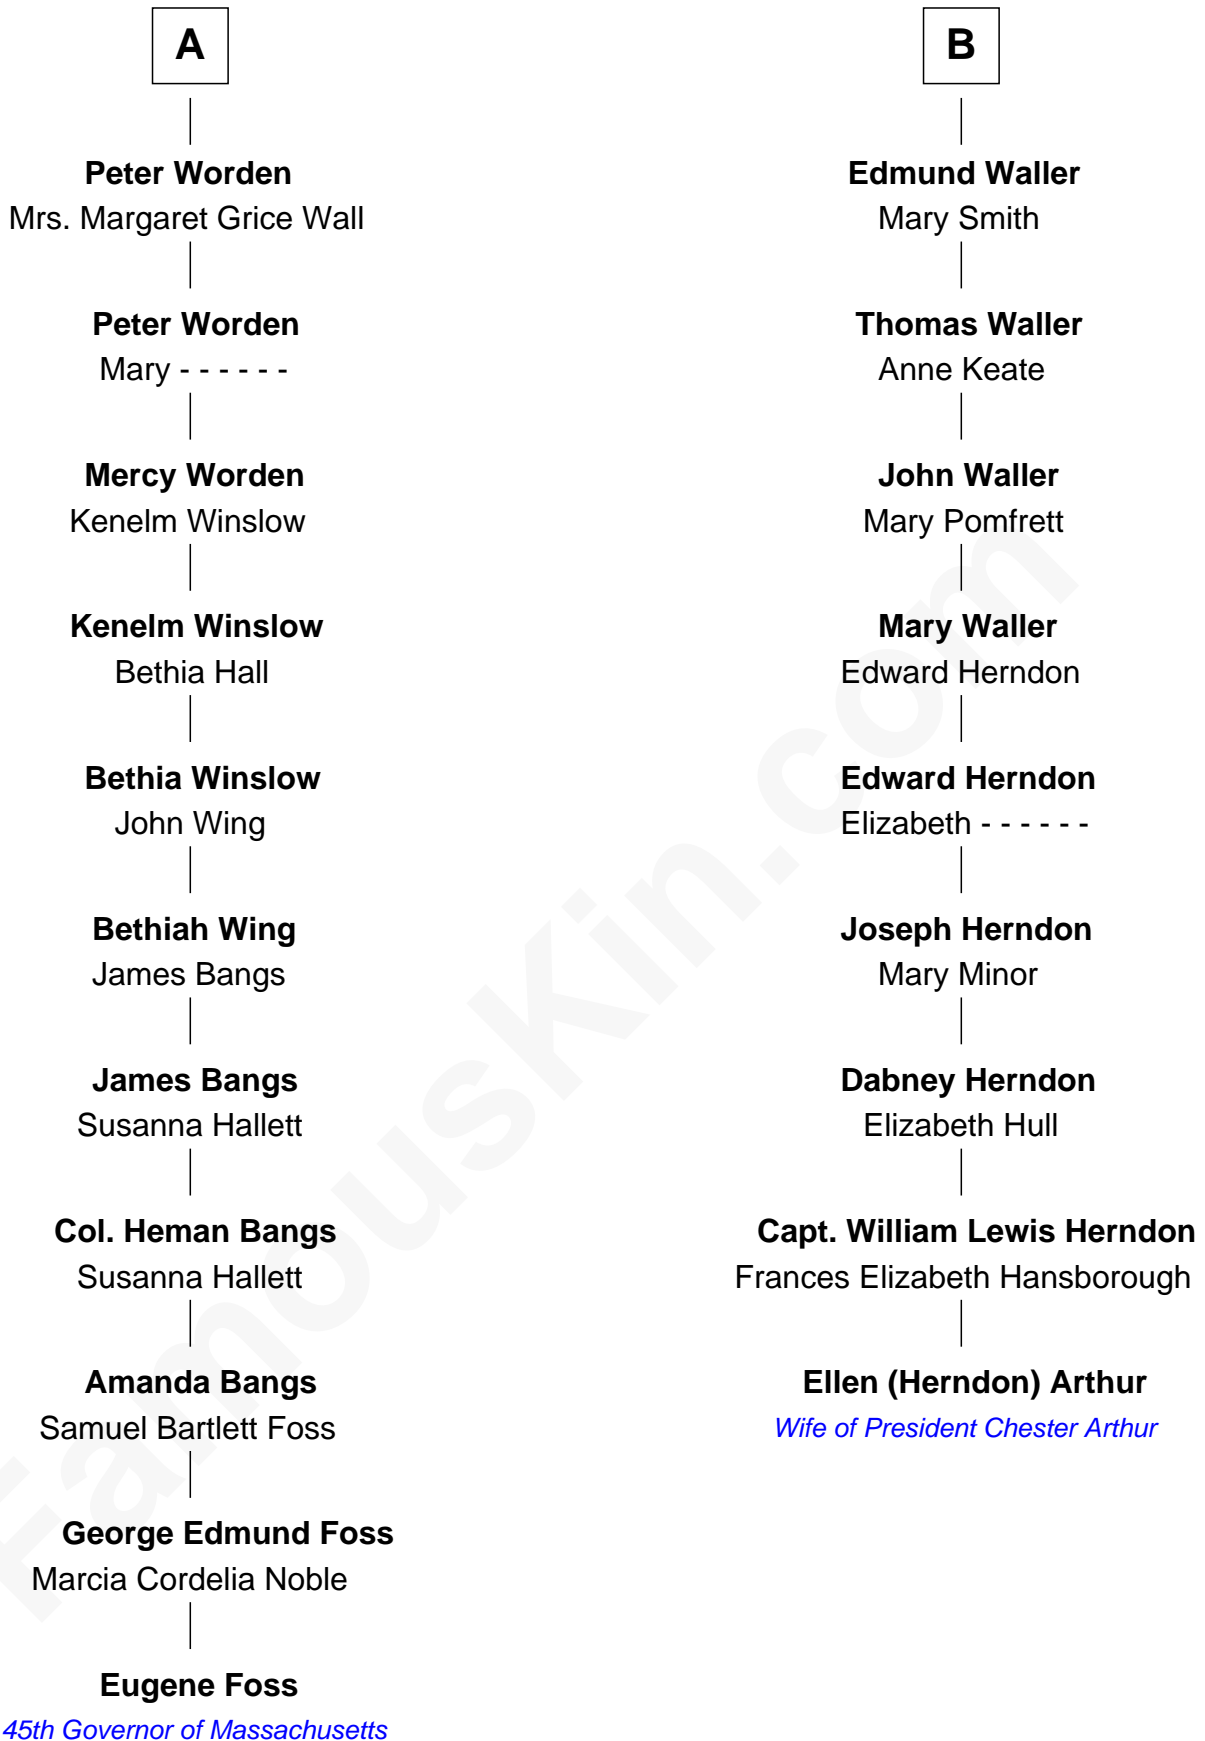 A
Peter Worden
Mrs. Margaret Grice Wall
Peter Worden
Mary - - - - - -
Mercy Worden
Kenelm Winslow
Kenelm Winslow
Bethia Hall
Bethia Winslow
John Wing
Bethiah Wing
James Bangs
James Bangs
Susanna Hallett
Col. Heman Bangs
Susanna Hallett
Amanda Bangs
Samuel Bartlett Foss
George Edmund Foss
Marcia Cordelia Noble
Eugene Foss
45th Governor of Massachusetts
B
Edmund Waller
Mary Smith
Thomas Waller
Anne Keate
John Waller
Mary Pomfrett
Mary Waller
Edward Herndon
Edward Herndon
Elizabeth - - - - - -
Joseph Herndon
Mary Minor
Dabney Herndon
Elizabeth Hull
Capt. William Lewis Herndon
Frances Elizabeth Hansborough
Ellen (Herndon) Arthur
Wife of President Chester Arthur
FamousKin.com